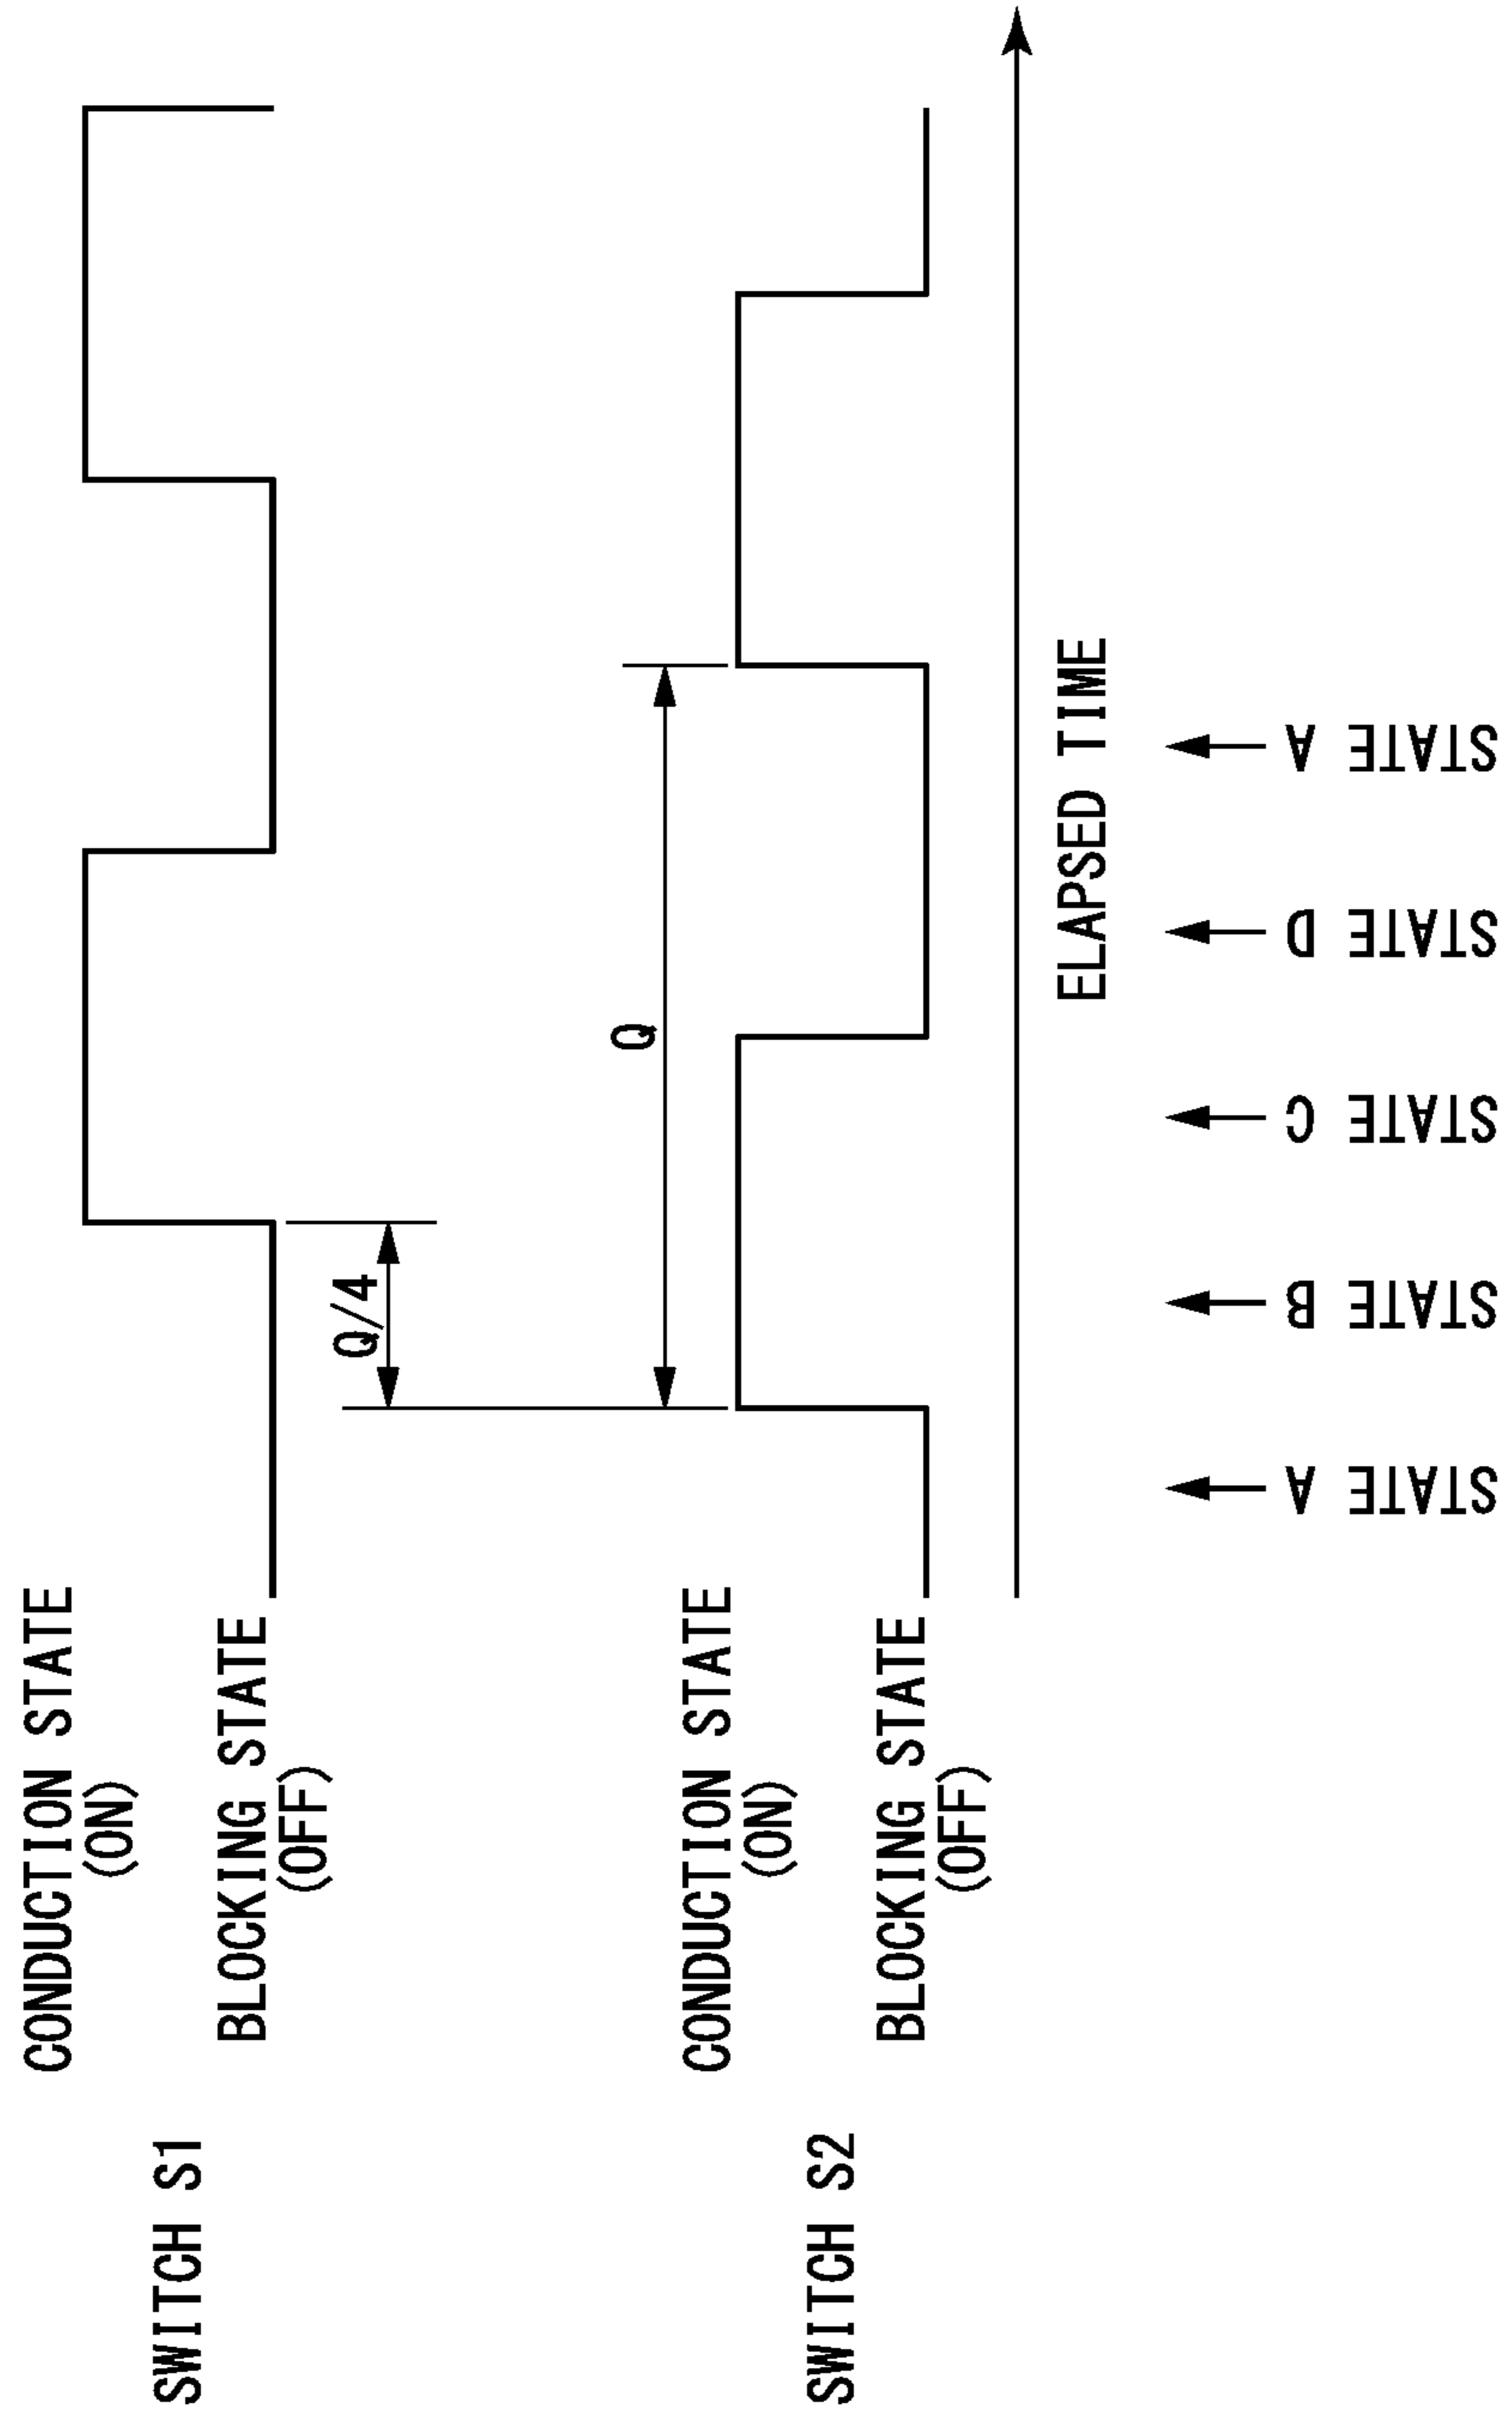 CONDUCTION STATE
(ON)
SWITCH S1
BLOCKING STATE
(OFF)
Q/4
Q
CONDUCTION STATE
(ON)
SWITCH S2
BLOCKING STATE
(OFF)
ELAPSED TIME
STATE A
STATE B
STATE C
STATE D
STATE A